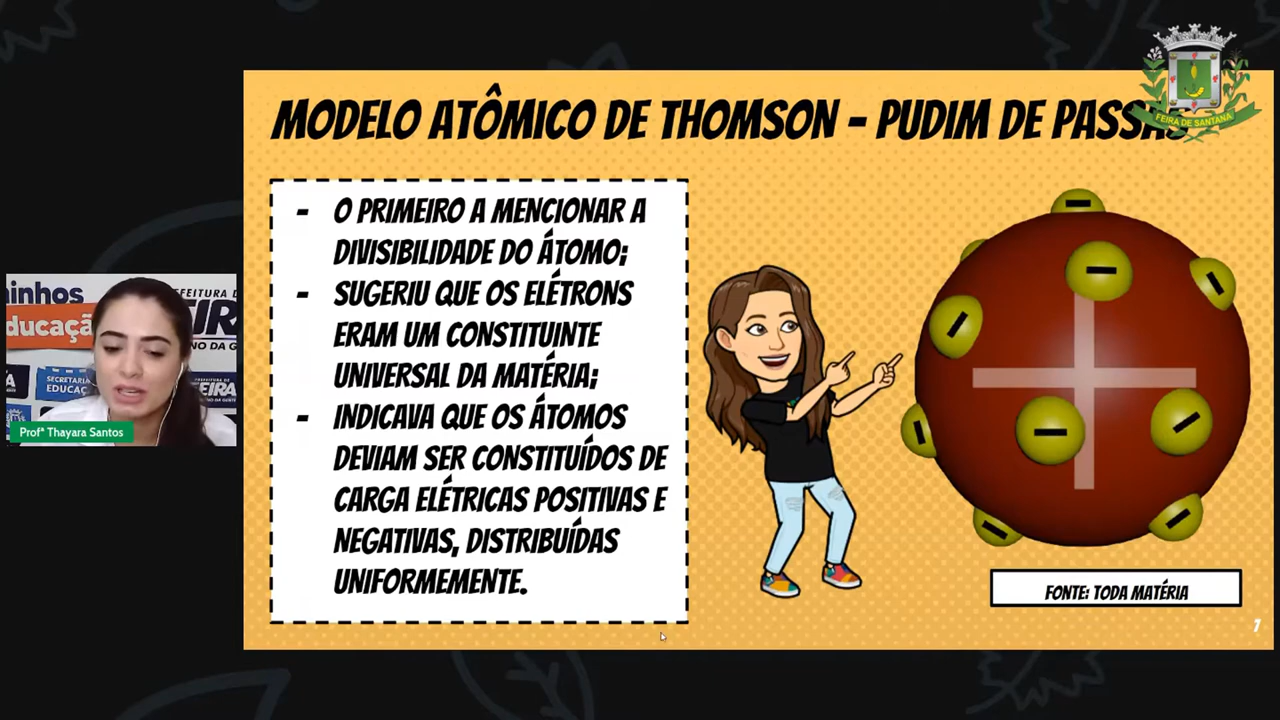 MODELO ATÔMICO DE THOMSON - PUDIM DE PASSAS
FEIRA DE SANTANA
- O PRIMEIRO A MENCIONAR A
DIVISIBILIDADE DO ÁTOMO;
- SUGERIU QUE OS ELÉTRONS
ERAM UM CONSTITUINTE
UNIVERSAL DA MATÉRIA;
- INDICAVA QUE OS ÁTOMOS
DEVIAM SER CONSTITUÍDOS DE
CARGA ELÉTRICAS POSITIVAS E
NEGATIVAS, DISTRIBUÍDAS
UNIFORMEMENTE.
Profª Thayara Santos
FONTE: TODA MATÉRIA
7